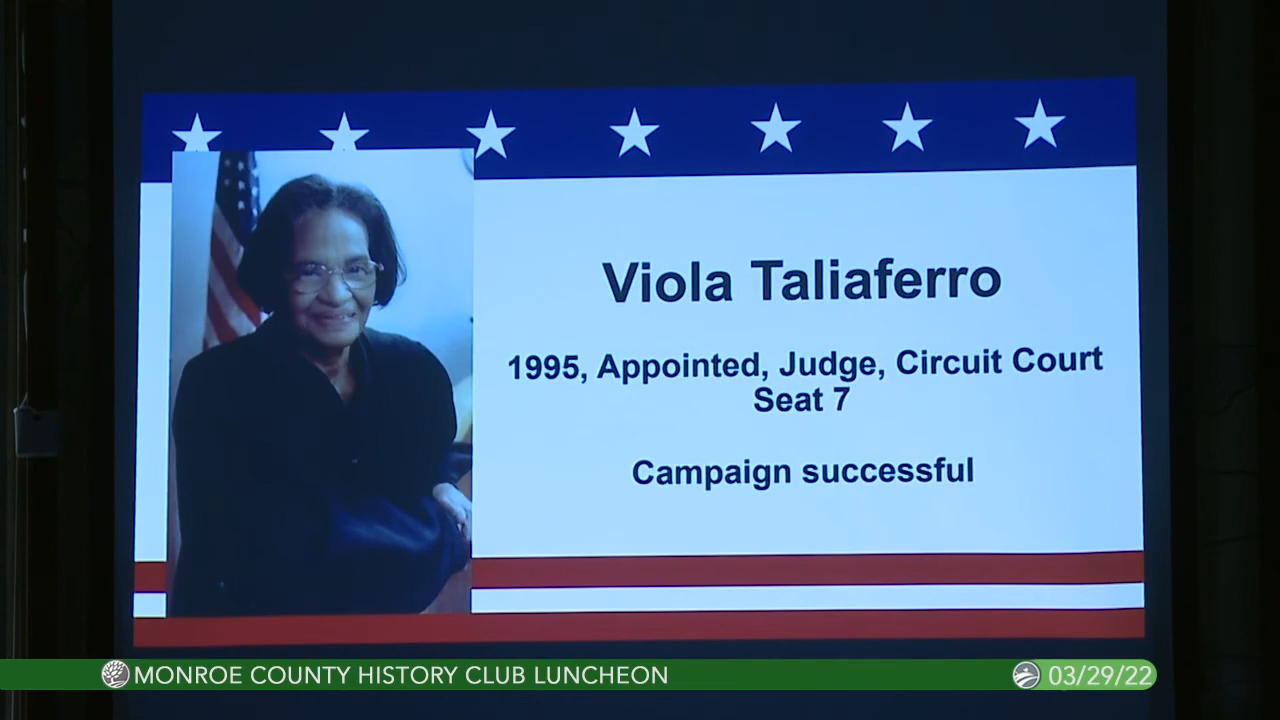 Viola Taliaferro
1995, Appointed, Judge, Circuit Court
Seat 7
Campaign successful
MONROE COUNTY HISTORY CLUB LUNCHEON
03/29/22